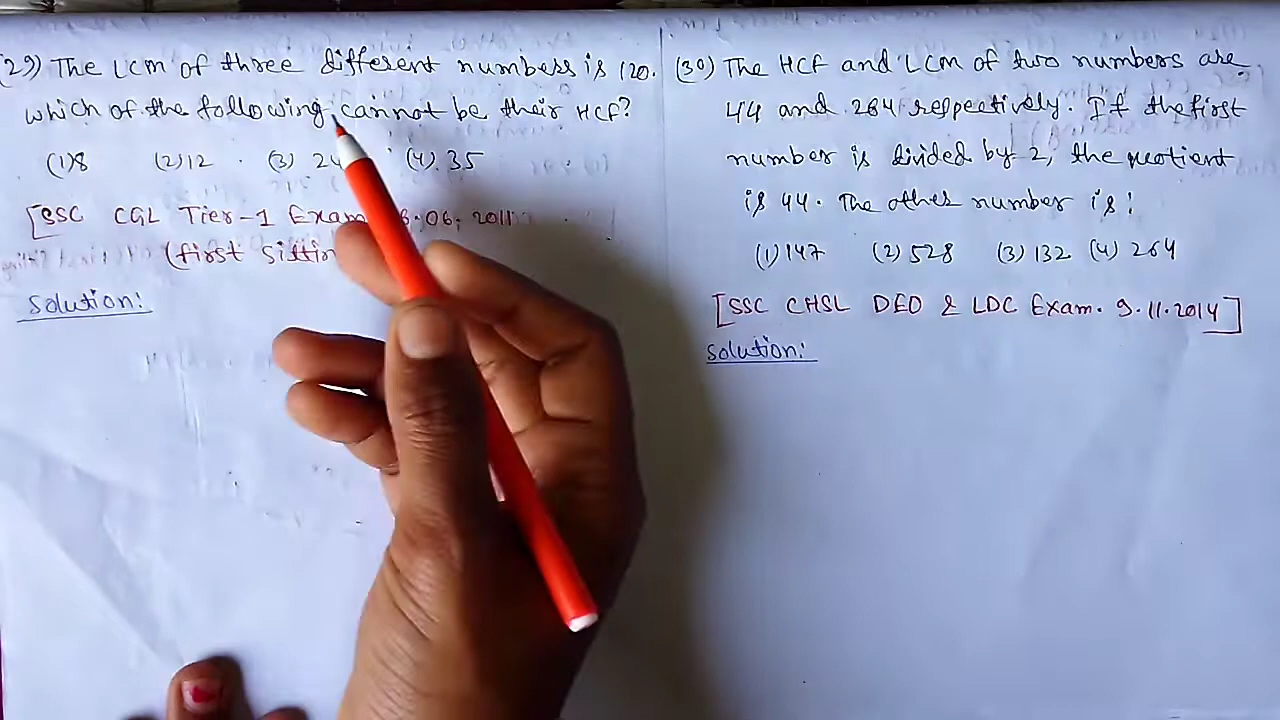 (29) The LCM of three different numbers is 120.
which of the following cannot be their HCF?
(1) 8 (2) 12 (3) 24 (4) 35
[SSC CGL Tier-1 Exam 06. 2011
(first
Solution:
(30) The HCF and LCM of two numbers are
44 and 264 respectively. If the first
number is divided by 2, the quotient
is 44. The other number is:
(1) 147 (2) 528 (3) 132 (4) 264
[SSC CHSL DEO & LDC Exam. 9.11.2014]
Solution: